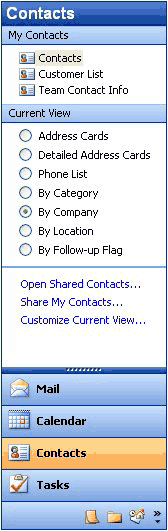 Contacts
My Contacts
Contacts
Customer List
Team Contact Info
Current View
Address Cards
Detailed Address Cards
Phone List
By Category
By Company
By Location
By Follow-up Flag
Open Shared Contacts...
Share My Contacts...
Customize Current View...
Mail
Calendar
Contacts
Tasks
»